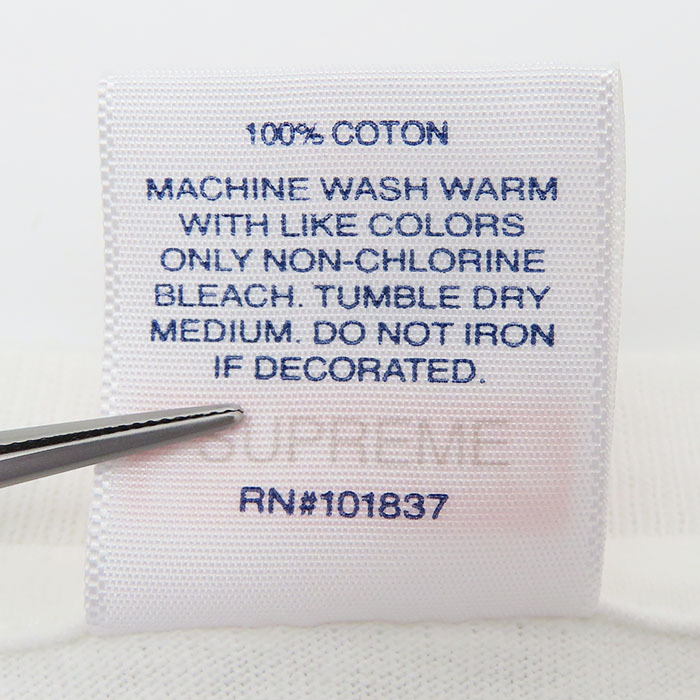 100% COTON
MACHINE WASH WARM
WITH LIKE COLORS
ONLY NON-CHLORINE
BLEACH. TUMBLE DRY
MEDIUM. DO NOT IRON
IF DECORATED.
SUPREME
RN#101837